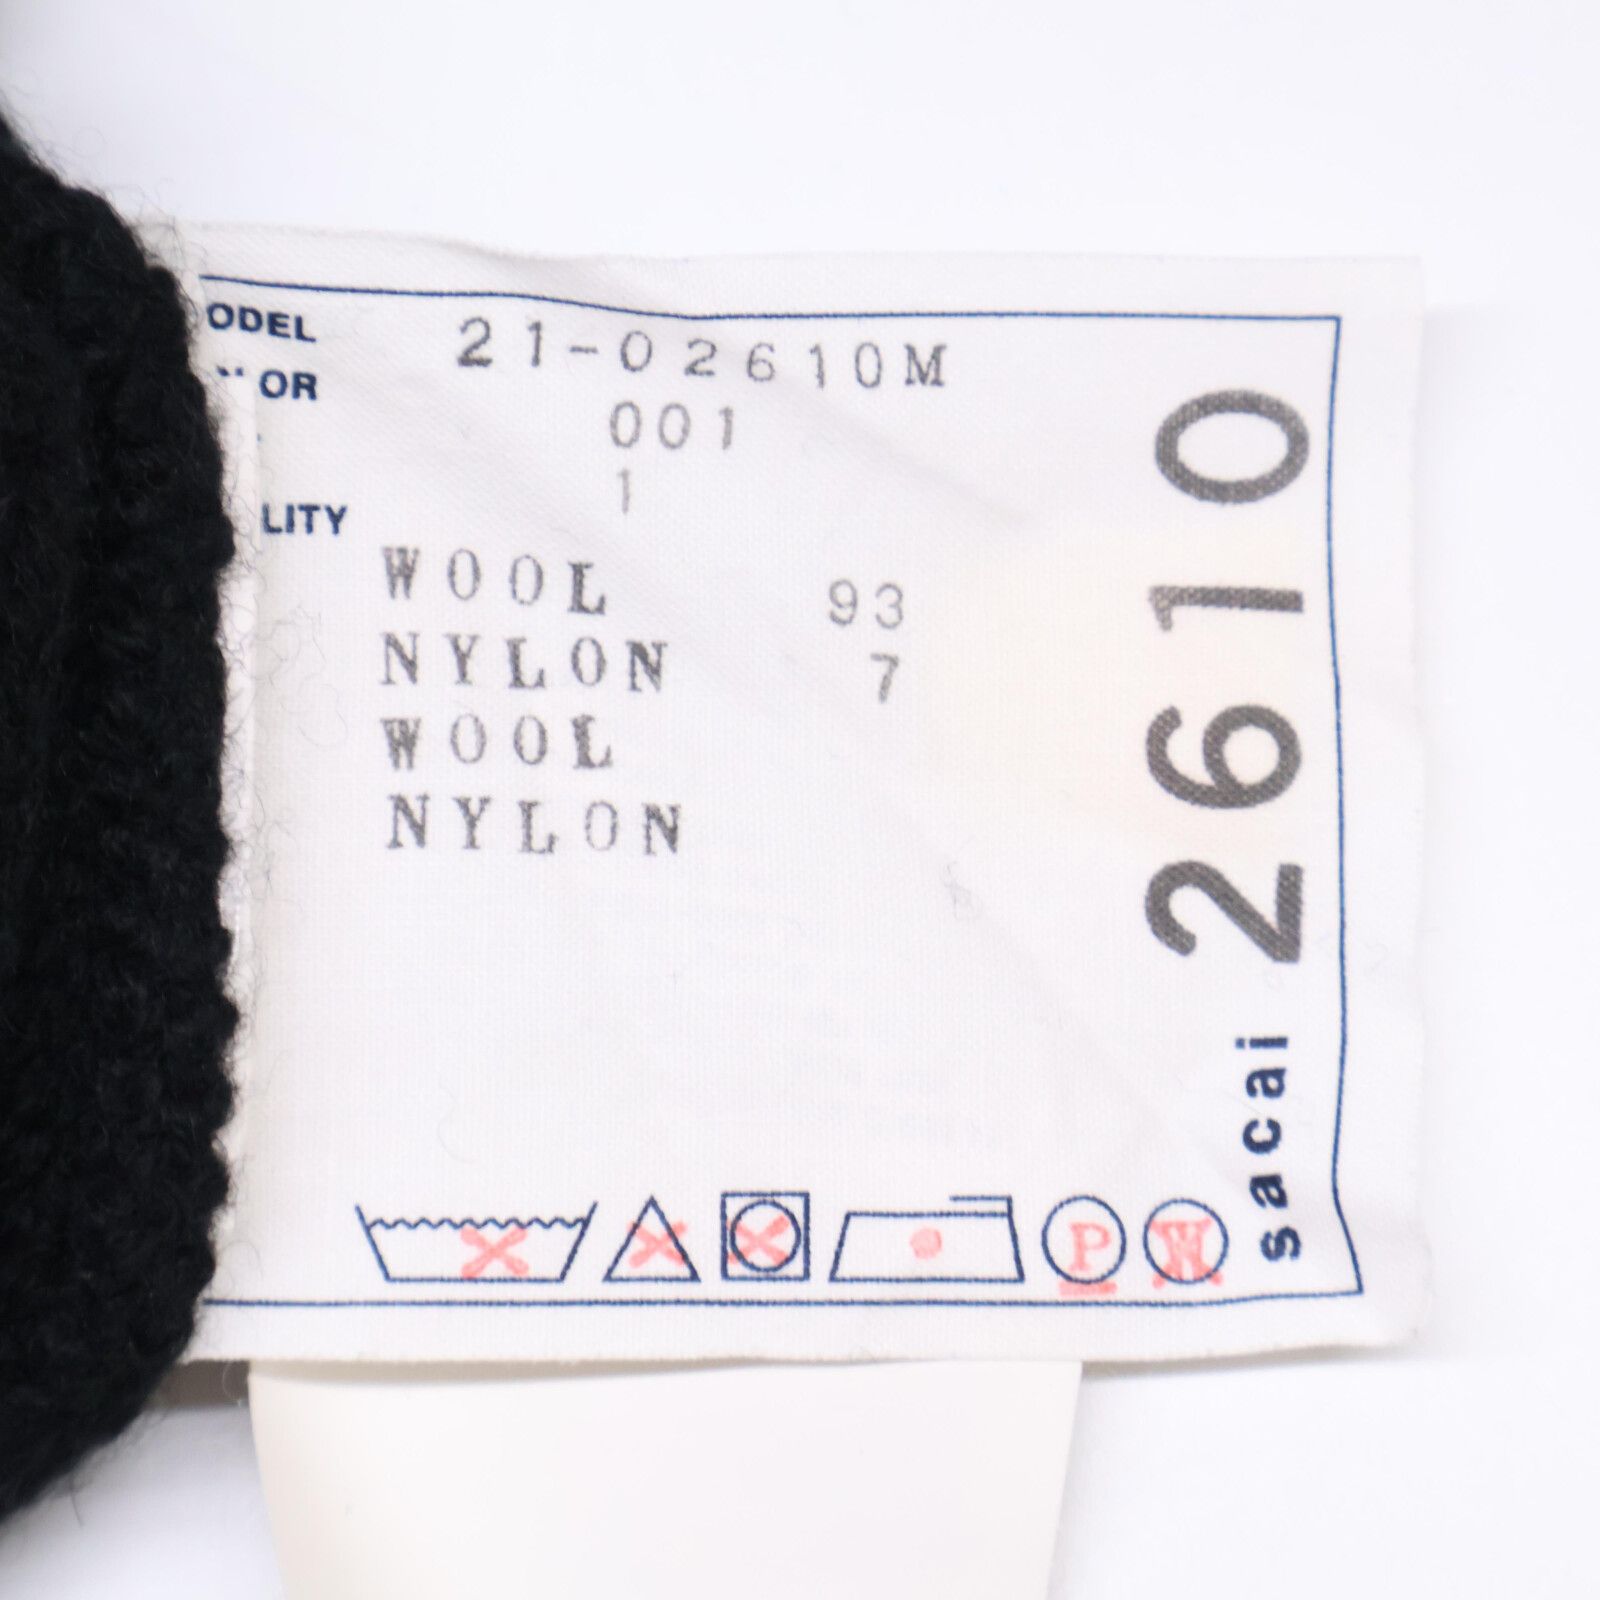 ODEL 21-02610M
OR 001
1
LITY
WOOL 93
NYLON 7
WOOL
NYLON
P
W
sacai 2610